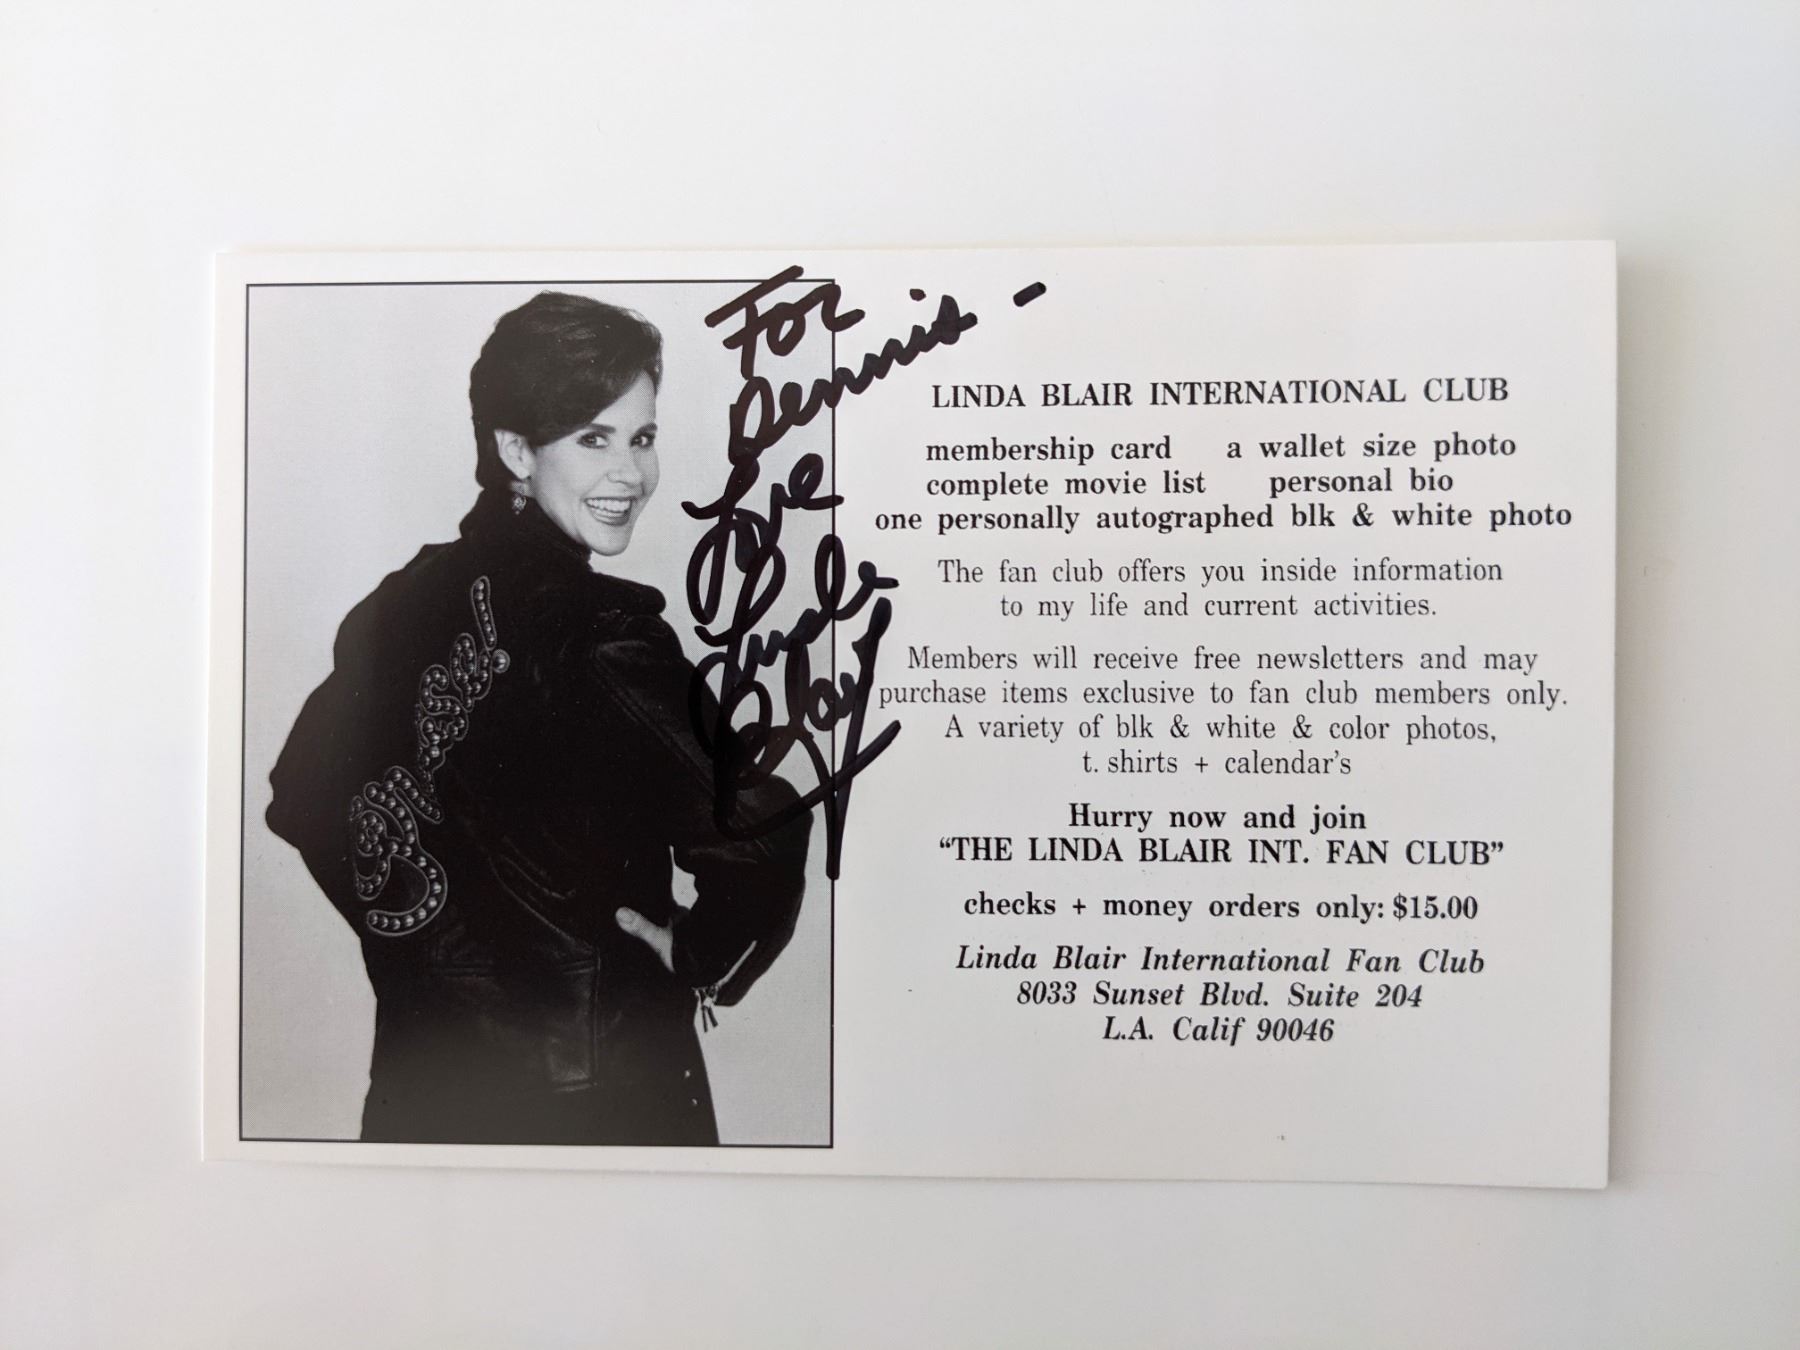 For
Dennis -
Love
Linda
Blair
LINDA BLAIR INTERNATIONAL CLUB
membership card a wallet size photo
complete movie list personal bio
one personally autographed blk & white photo
The fan club offers you inside information
to my life and current activities.
Members will receive free newsletters and may
purchase items exclusive to fan club members only.
A variety of blk & white & color photos,
t. shirts + calendar's
Hurry now and join
“THE LINDA BLAIR INT. FAN CLUB”
checks + money orders only: $15.00
Linda Blair International Fan Club
8033 Sunset Blvd. Suite 204
L.A. Calif 90046